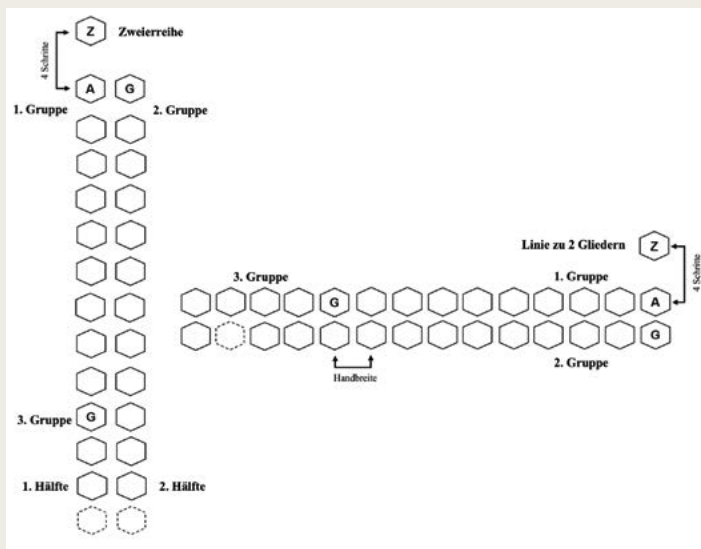 Z Zweierreihe
4 Schritte
A G
1. Gruppe 2. Gruppe
Linie zu 2 Gliedern Z
4 Schritte
3. Gruppe 1. Gruppe
G A
G
Handbreite 2. Gruppe
3. Gruppe G
1. Hälfte 2. Hälfte